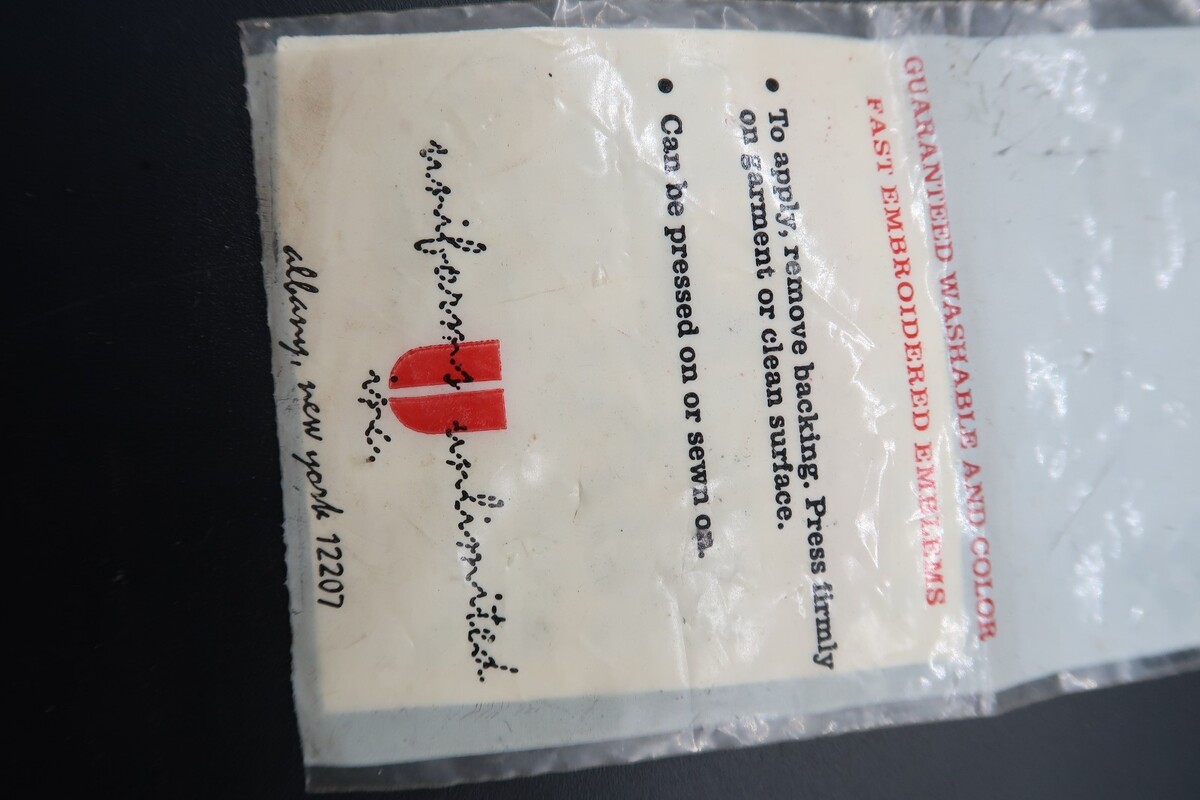 GUARANTEED WASHABLE AND COLOR
FAST EMBROIDERED EMBLEMS
• To apply, remove backing. Press firmly
on garment or clean surface.
• Can be pressed on or sewn on.
uniforms unlimited
inc.
albany, new york 12207